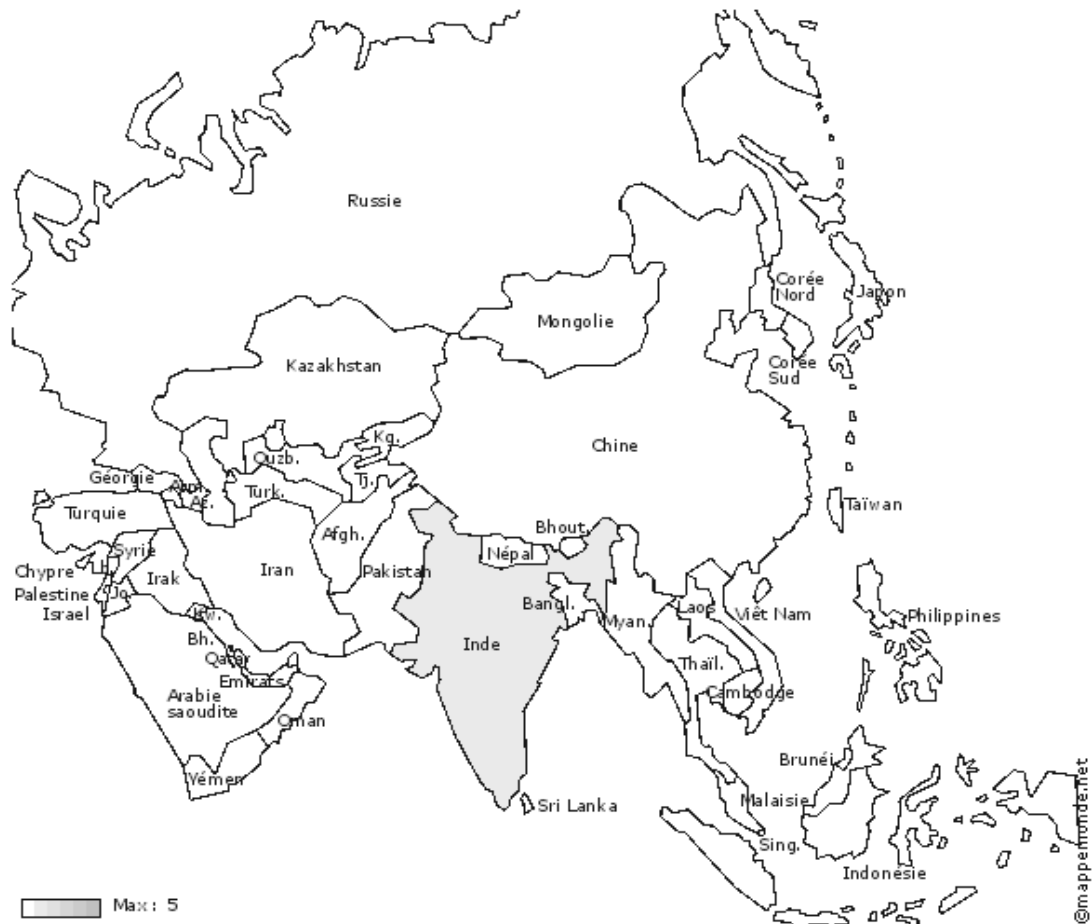 Russie
Corée
Nord
Japon
Mongolie
Corée
Sud
Kazakhstan
Chine
Kg.
Ouzb.
Tj.
Géorgie
Arm.
Az.
Turk.
Taïwan
Turquie
Afgh.
Bhout.
Népal
Syrie
Chypre
Irak
Iran
Pakistan
Palestine
Jo.
Israel
Kw.
Bangl.
Myan.
Laos
Viêt Nam
Philippines
Bh.
Inde
Qatar
Thaïl.
Emirats
Cambodge
Arabie
saoudite
Oman
Brunéi
Yémen
Sri Lanka
Malaisie
Sing.
Indonésie
Max: 5
©mappemonde.net